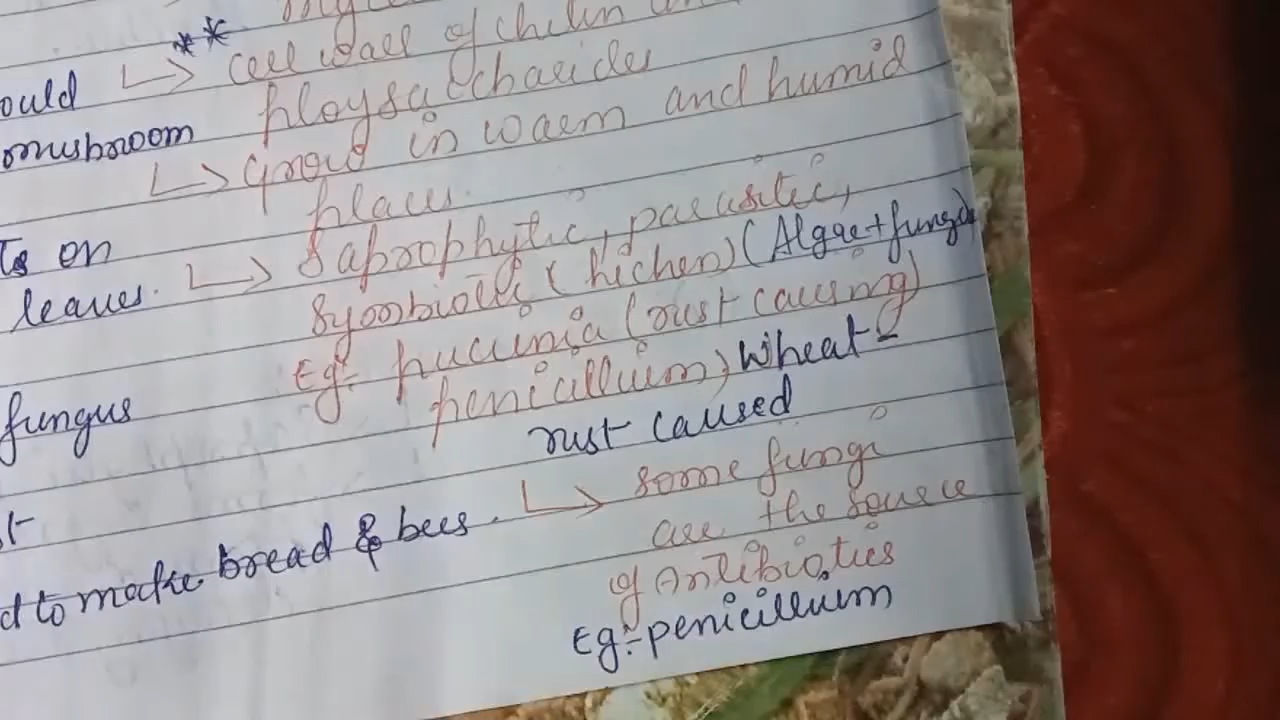 ** cell wall of chitin
ould
ploysaccharides
omushroom
Grow in warm and humid
places.
ts on
Saprophytic, parasitic,
leaves.
Symbiotic (Lichen) (Algae+fungi)
Eg:- puccinia (rust causing)
fungus
penicillium) Wheat-
rust caused
some fungi
are the source
d to make bread & bees.
of Antibiotics
Eg:-penicillium